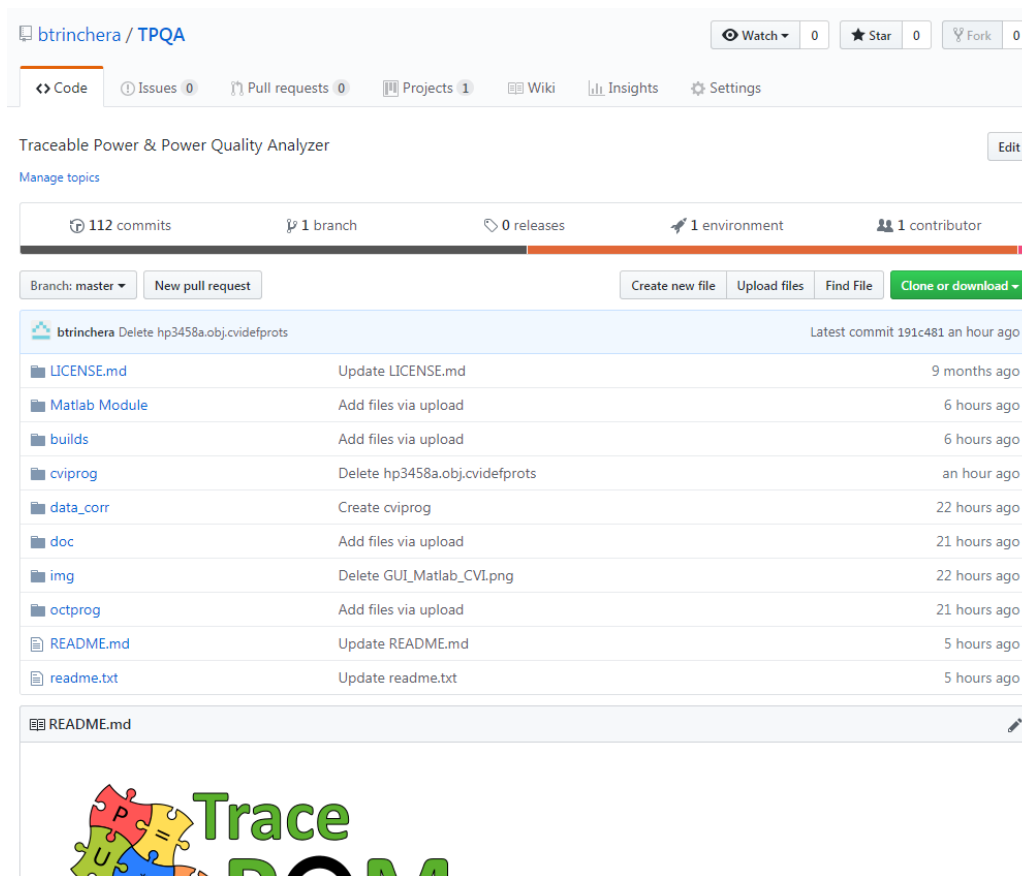 btrinchera / TPQA Watch 0 Star 0 Fork 0
Code Issues 0 Pull requests 0 Projects 1 Wiki Insights Settings
Traceable Power & Power Quality Analyzer Edit
Manage topics
112 commits 1 branch 0 releases 1 environment 1 contributor
Branch: master New pull request Create new file Upload files Find File Clone or download
btrinchera Delete hp3458a.obj.cvidefprots Latest commit 191c481 an hour ago
LICENSE.md Update LICENSE.md 9 months ago
Matlab Module Add files via upload 6 hours ago
builds Add files via upload 6 hours ago
cviprog Delete hp3458a.obj.cvidefprots an hour ago
data_corr Create cviprog 22 hours ago
doc Add files via upload 21 hours ago
img Delete GUI_Matlab_CVI.png 22 hours ago
octprog Add files via upload 21 hours ago
README.md Update README.md 5 hours ago
readme.txt Update readme.txt 5 hours ago
README.md
P =
U
Trace